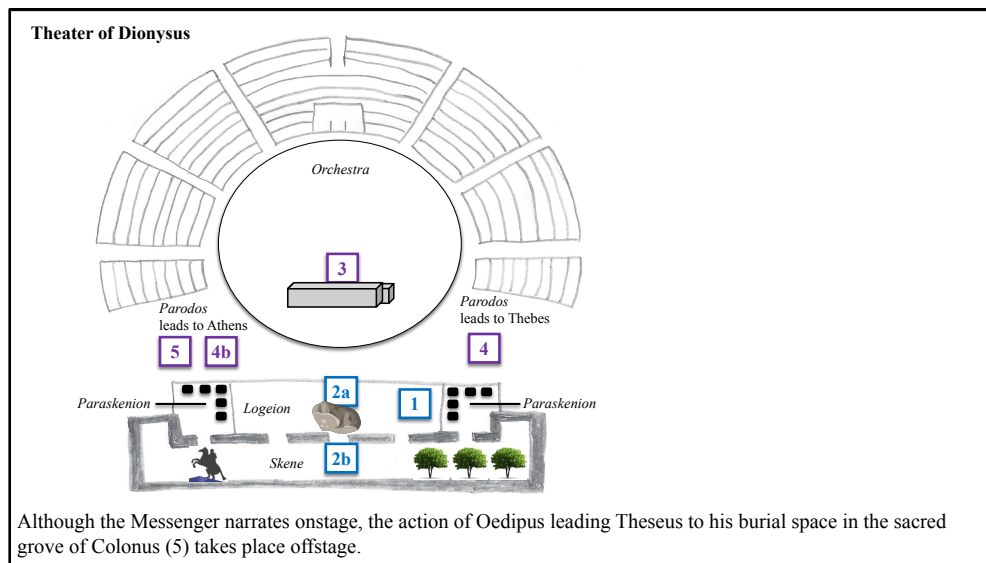 Theater of Dionysus
Orchestra
3
Parodos
leads to Athens
Parodos
leads to Thebes
5
4b
4
2a
1
Paraskenion
Logeion
Paraskenion
Skene
2b
Although the Messenger narrates onstage, the action of Oedipus leading Theseus to his burial space in the sacred
grove of Colonus (5) takes place offstage.